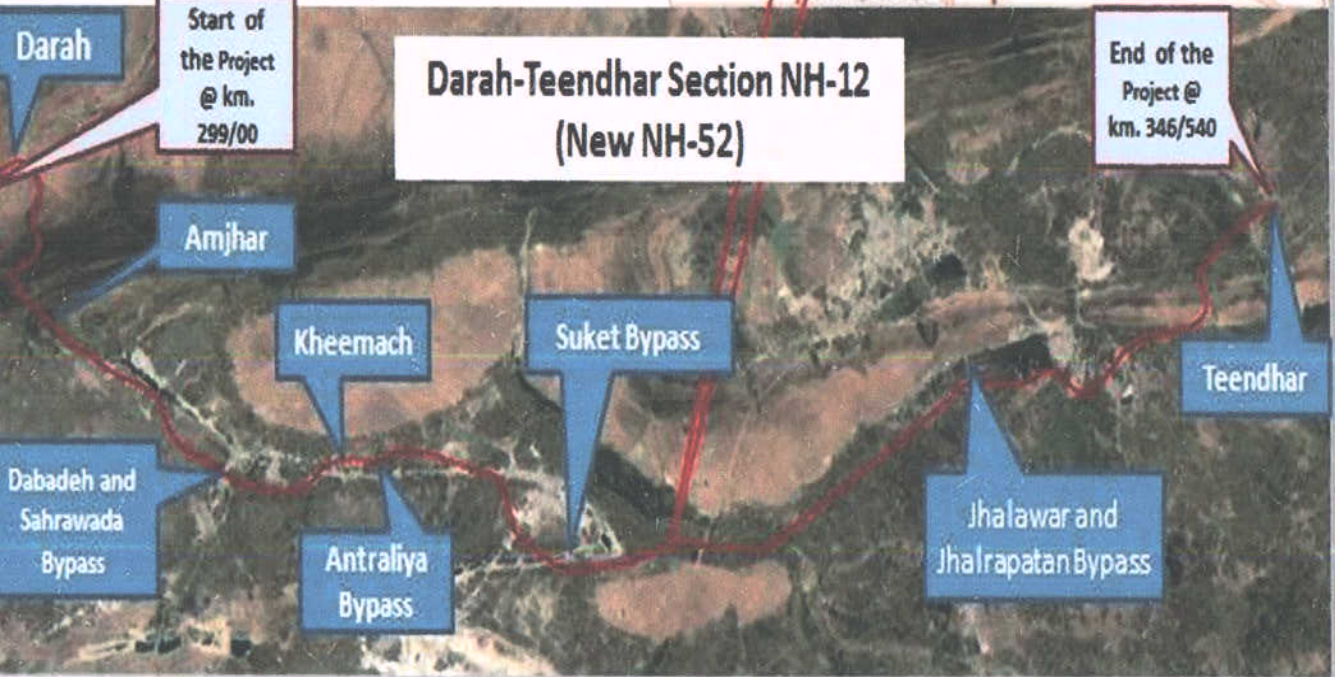 Darah
Start of
the Project
@ km.
299/00
Darah-Teendhar Section NH-12
(New NH-52)
End of the
Project @
km. 346/540
Amjhar
Kheemach
Suket Bypass
Teendhar
Dabadeh and
Sahrawada
Bypass
Antraliya
Bypass
Jhalawar and
Jhalrapatan Bypass